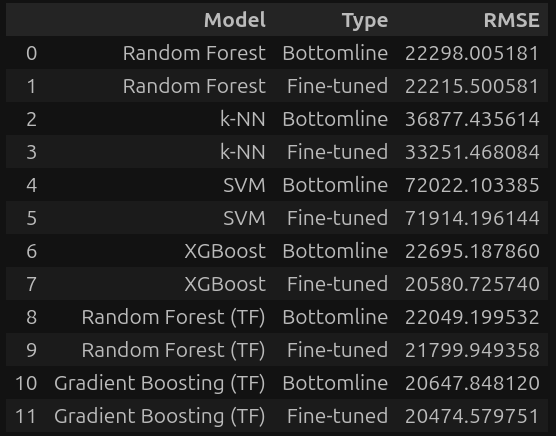 Model Type RMSE
0 Random Forest Bottomline 22298.005181
1 Random Forest Fine-tuned 22215.500581
2 k-NN Bottomline 36877.435614
3 k-NN Fine-tuned 33251.468084
4 SVM Bottomline 72022.103385
5 SVM Fine-tuned 71914.196144
6 XGBoost Bottomline 22695.187860
7 XGBoost Fine-tuned 20580.725740
8 Random Forest (TF) Bottomline 22049.199532
9 Random Forest (TF) Fine-tuned 21799.949358
10 Gradient Boosting (TF) Bottomline 20647.848120
11 Gradient Boosting (TF) Fine-tuned 20474.579751